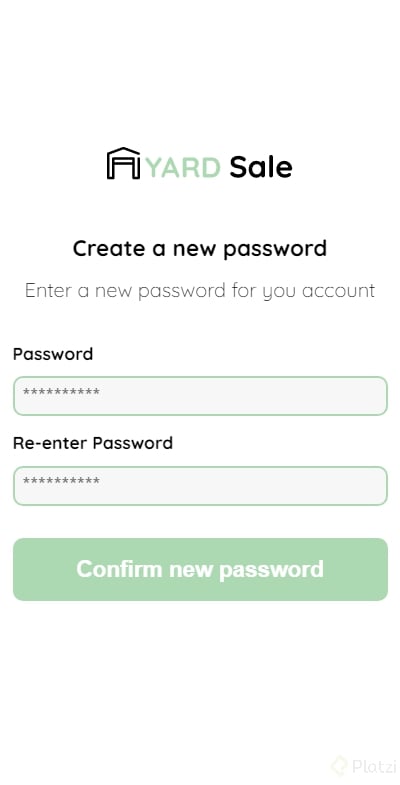 YARD Sale
Create a new password
Enter a new password for you account
Password
**********
Re-enter Password
**********
Confirm new password
Platzi